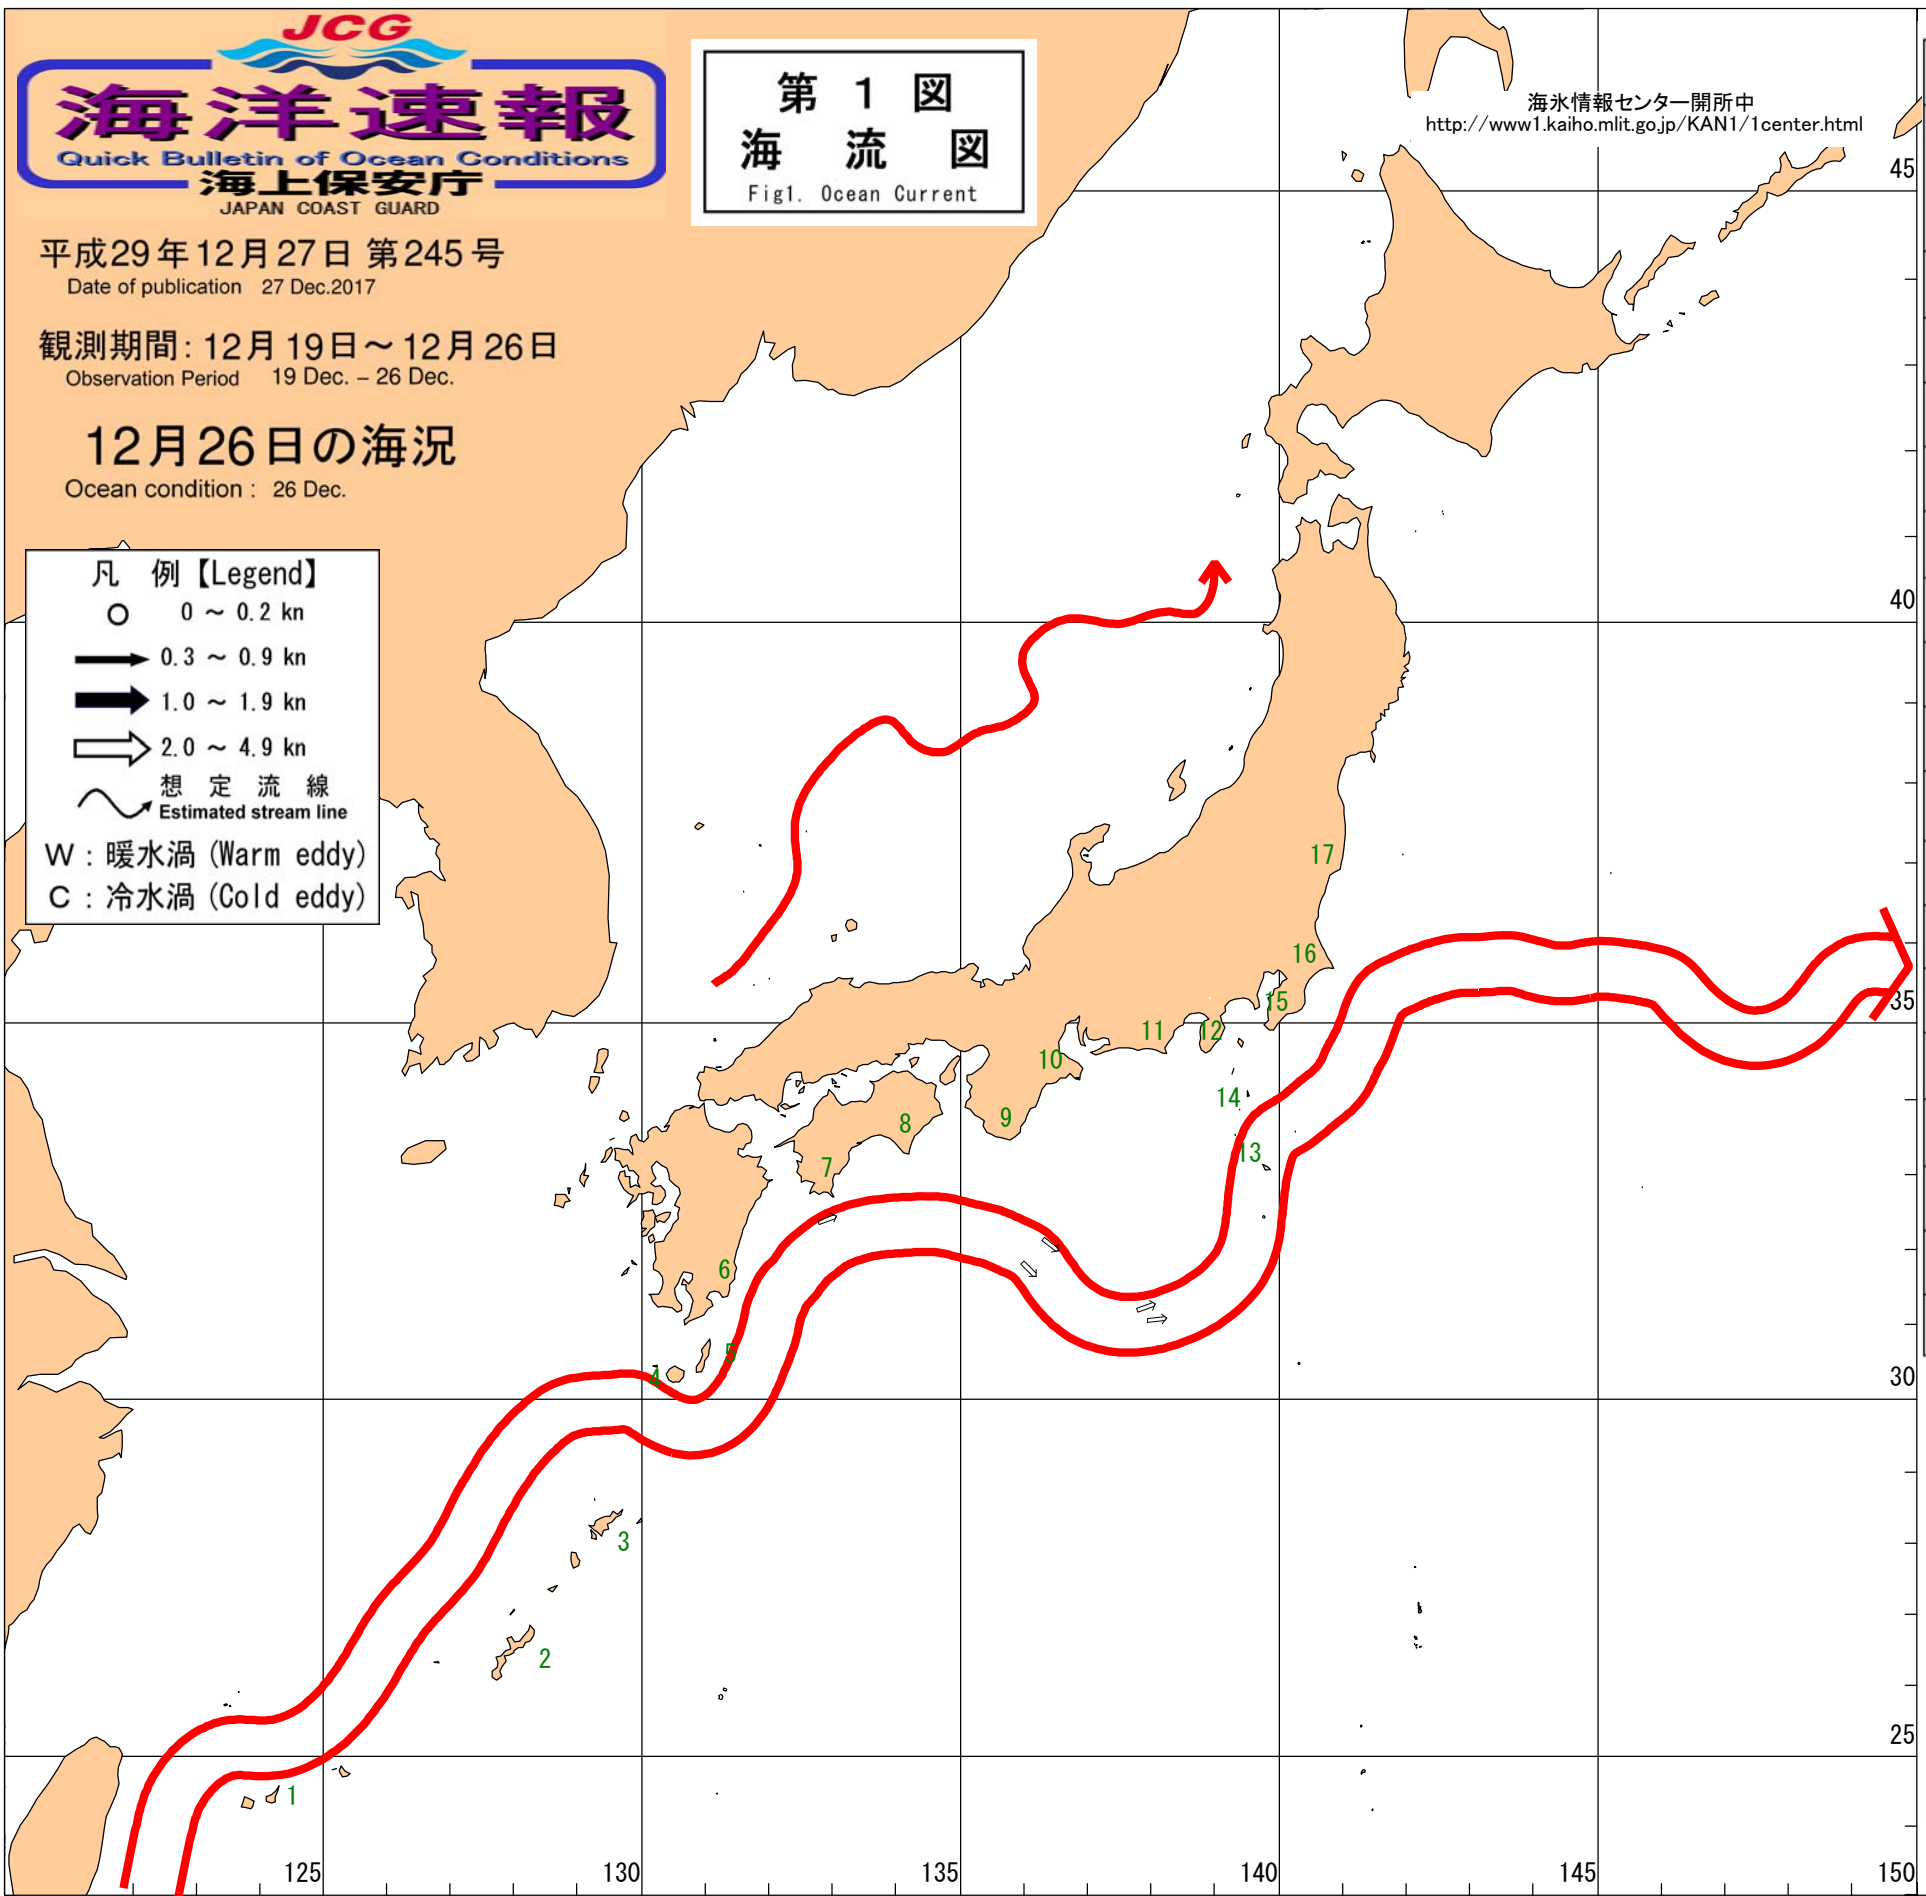 JCG
海洋速報
Quick Bulletin of Ocean Conditions
海上保安庁
JAPAN COAST GUARD
平成29年12月27日 第245号
Date of publication 27 Dec.2017
観測期間: 12月19日～12月26日
Observation Period 19 Dec. – 26 Dec.
12月26日の海況
Ocean condition : 26 Dec.
第 1 図
海 流 図
Fig1. Ocean Current
海氷情報センター開所中
http://www1.kaiho.mlit.go.jp/KAN1/1center.html
凡 例【Legend】
0 ～ 0.2 kn
0.3 ～ 0.9 kn
1.0 ～ 1.9 kn
2.0 ～ 4.9 kn
想 定 流 線
Estimated stream line
W : 暖水渦 (Warm eddy)
C : 冷水渦 (Cold eddy)
45
40
35
30
25
17
16
15
12
11
10
14
9
8
13
7
6
5
4
3
2
1
125
130
135
140
145
150